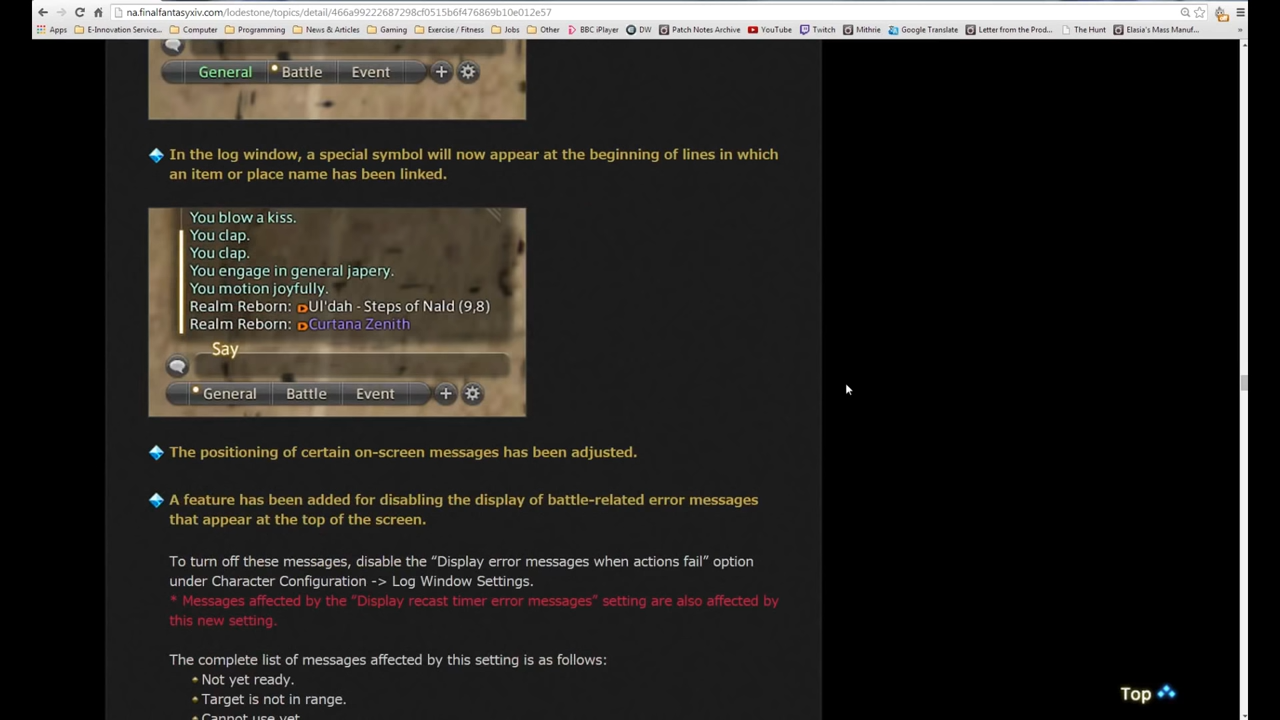 na.finalfantasyxiv.com/lodestone/topics/detail/466a99222687298cf0515b6f476869b10e012e57
Apps E-Innovation Service... Computer Programming News & Articles Gaming Exercise / Fitness Jobs Other BBC iPlayer DW Patch Notes Archive YouTube Twitch Mithrie Google Translate Letter from the Prod... The Hunt Elasia's Mass Manuf...
General Battle Event
In the log window, a special symbol will now appear at the beginning of lines in which
an item or place name has been linked.
You blow a kiss.
You clap.
You clap.
You engage in general japery.
You motion joyfully.
Realm Reborn: Ul'dah - Steps of Nald (9,8)
Realm Reborn: Curtana Zenith
Say
General Battle Event
The positioning of certain on-screen messages has been adjusted.
A feature has been added for disabling the display of battle-related error messages
that appear at the top of the screen.
To turn off these messages, disable the “Display error messages when actions fail” option
under Character Configuration -> Log Window Settings.
* Messages affected by the “Display recast timer error messages” setting are also affected by
this new setting.
The complete list of messages affected by this setting is as follows:
Not yet ready.
Target is not in range.
Cannot use yet.
Top